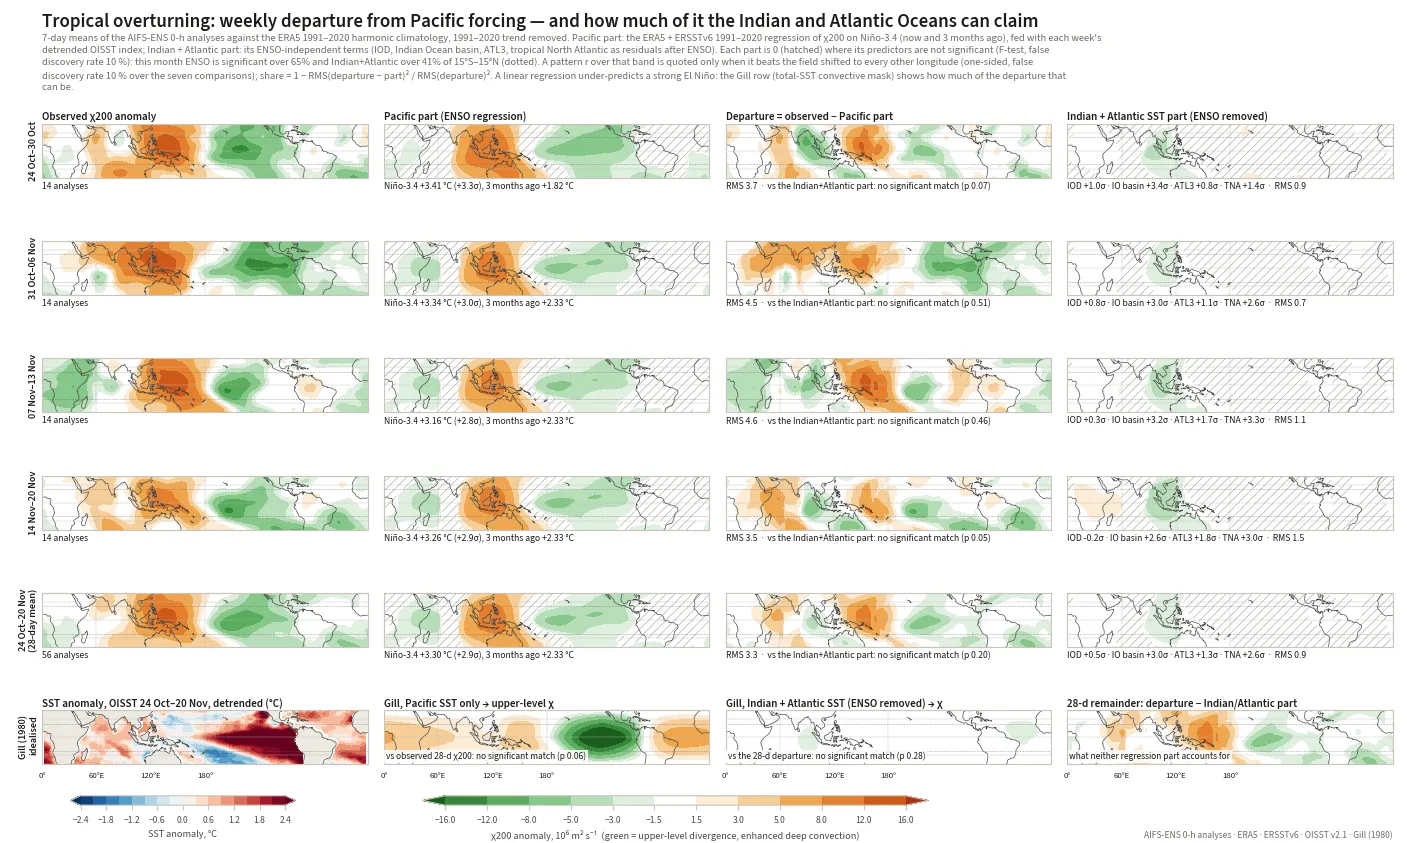 Tropical overturning: weekly departure from Pacific forcing — and how much of it the Indian and Atlantic Oceans can claim
7-day means of the AIFS-ENS 0-h analyses against the ERA5 1991–2020 harmonic climatology, 1991–2020 trend removed. Pacific part: the ERA5 + ERSSTv6 1991–2020 regression of χ200 on Niño-3.4 (now and 3 months ago), fed with each week's
detrended OISST index; Indian + Atlantic part: its ENSO-independent terms (IOD, Indian Ocean basin, ATL3, tropical North Atlantic as residuals after ENSO). Each part is 0 (hatched) where its predictors are not significant (F-test, false
discovery rate 10 %): this month ENSO is significant over 65% and Indian+Atlantic over 41% of 15°S–15°N (dotted). A pattern r over that band is quoted only when it beats the field shifted to every other longitude (one-sided, false
discovery rate 10 % over the seven comparisons); share = 1 − RMS(departure − part)² / RMS(departure)². A linear regression under-predicts a strong El Niño: the Gill row (total-SST convective mask) shows how much of the departure that
can be.
Observed χ200 anomaly
Pacific part (ENSO regression)
Departure = observed − Pacific part
Indian + Atlantic SST part (ENSO removed)
24 Oct–30 Oct
14 analyses
Niño-3.4 +3.41 °C (+3.3σ), 3 months ago +1.82 °C
RMS 3.7 · vs the Indian+Atlantic part: no significant match (p 0.07)
IOD +1.0σ · IO basin +3.4σ · ATL3 +0.8σ · TNA +1.4σ · RMS 0.9
31 Oct–06 Nov
14 analyses
Niño-3.4 +3.34 °C (+3.0σ), 3 months ago +2.33 °C
RMS 4.5 · vs the Indian+Atlantic part: no significant match (p 0.51)
IOD +0.8σ · IO basin +3.0σ · ATL3 +1.1σ · TNA +2.6σ · RMS 0.7
07 Nov–13 Nov
14 analyses
Niño-3.4 +3.16 °C (+2.8σ), 3 months ago +2.33 °C
RMS 4.6 · vs the Indian+Atlantic part: no significant match (p 0.46)
IOD +0.3σ · IO basin +3.2σ · ATL3 +1.7σ · TNA +3.3σ · RMS 1.1
14 Nov–20 Nov
14 analyses
Niño-3.4 +3.26 °C (+2.9σ), 3 months ago +2.33 °C
RMS 3.5 · vs the Indian+Atlantic part: no significant match (p 0.05)
IOD -0.2σ · IO basin +2.6σ · ATL3 +1.8σ · TNA +3.0σ · RMS 1.5
24 Oct–20 Nov
(28-day mean)
56 analyses
Niño-3.4 +3.30 °C (+2.9σ), 3 months ago +2.33 °C
RMS 3.3 · vs the Indian+Atlantic part: no significant match (p 0.20)
IOD +0.5σ · IO basin +3.0σ · ATL3 +1.3σ · TNA +2.6σ · RMS 0.9
SST anomaly, OISST 24 Oct–20 Nov, detrended (°C)
Gill, Pacific SST only → upper-level χ
Gill, Indian + Atlantic SST (ENSO removed) → χ
28-d remainder: departure − Indian/Atlantic part
Gill (1980)
idealised
vs observed 28-d χ200: no significant match (p 0.06)
vs the 28-d departure: no significant match (p 0.28)
what neither regression part accounts for
0° 60°E 120°E 180°
0° 60°E 120°E 180°
0° 60°E 120°E 180°
0° 60°E 120°E 180°
−2.4 −1.8 −1.2 −0.6 0.0 0.6 1.2 1.8 2.4
SST anomaly, °C
−16.0 −12.0 −8.0 −5.0 −3.0 −1.5 1.5 3.0 5.0 8.0 12.0 16.0
χ200 anomaly, 10⁶ m² s⁻¹ (green = upper-level divergence, enhanced deep convection)
AIFS-ENS 0-h analyses · ERA5 · ERSSTv6 · OISST v2.1 · Gill (1980)